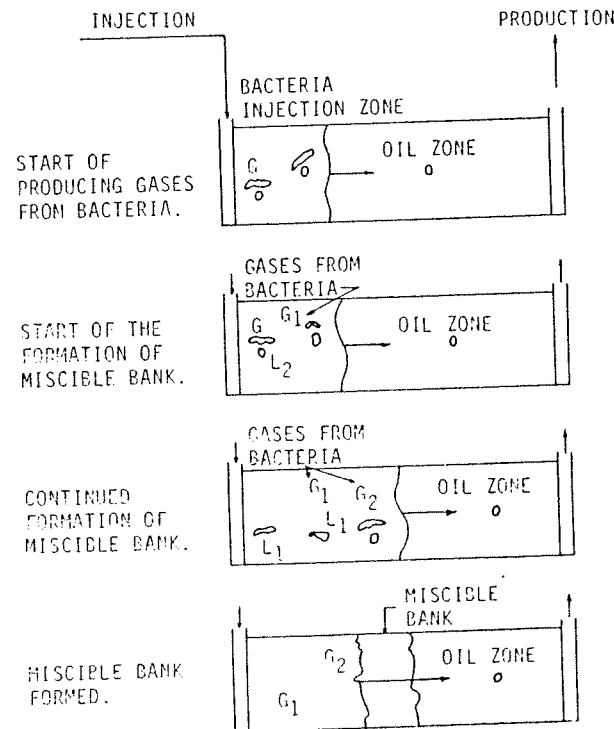 INJECTION
PRODUCTION
BACTERIA
INJECTION ZONE
START OF
PRODUCING GASES
FROM BACTERIA.
G
O
O
OIL ZONE
O
GASES FROM
BACTERIA
START OF THE
FORMATION OF
MISCIBLE BANK.
G
G1
O
O
L2
OIL ZONE
O
GASES FROM
BACTERIA
CONTINUED
FORMATION OF
MISCIBLE BANK.
G1
G2
L1
L1
O
OIL ZONE
O
MISCIBLE
BANK
MISCIBLE BANK
FORMED.
G2
G1
OIL ZONE
O